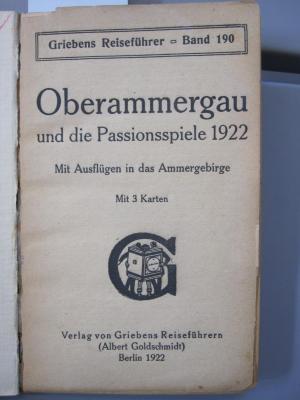 Griebens Reiseführer = Band 190
Oberammergau
und die Passionsspiele 1922
Mit Ausflügen in das Ammergebirge
Mit 3 Karten
G
Verlag von Griebens Reiseführern
(Albert Goldschmidt)
Berlin 1922